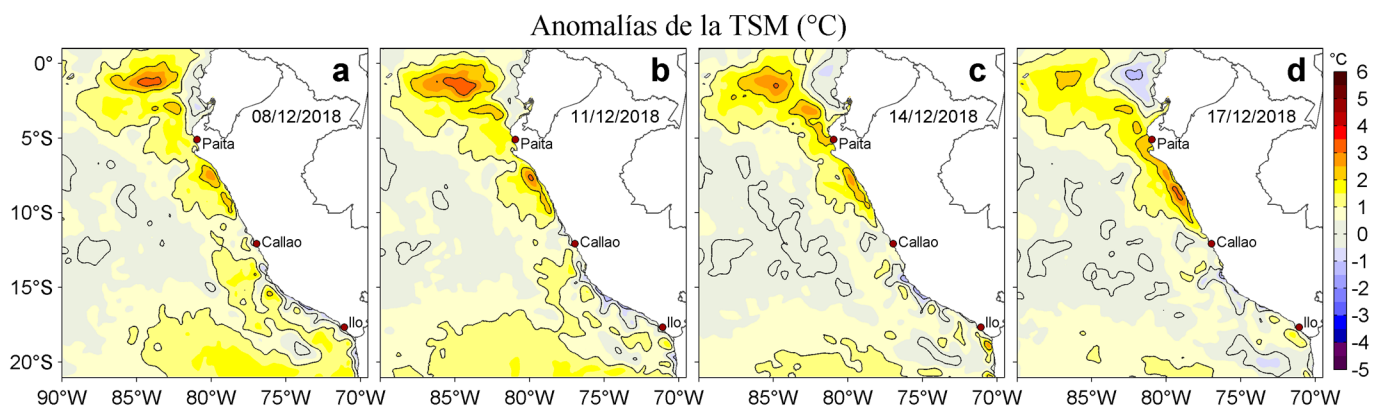 Anomalías de la TSM (°C)
a
b
c
d
08/12/2018
11/12/2018
14/12/2018
17/12/2018
Paita
Callao
Ilo
Paita
Callao
Ilo
Paita
Callao
Ilo
Paita
Callao
Ilo
0°
5°S
10°S
15°S
20°S
90°W 85°W 80°W 75°W 70°W
85°W 80°W 75°W 70°W
85°W 80°W 75°W 70°W
85°W 80°W 75°W 70°W
°C
6
5
4
3
2
1
0
-1
-2
-3
-4
-5